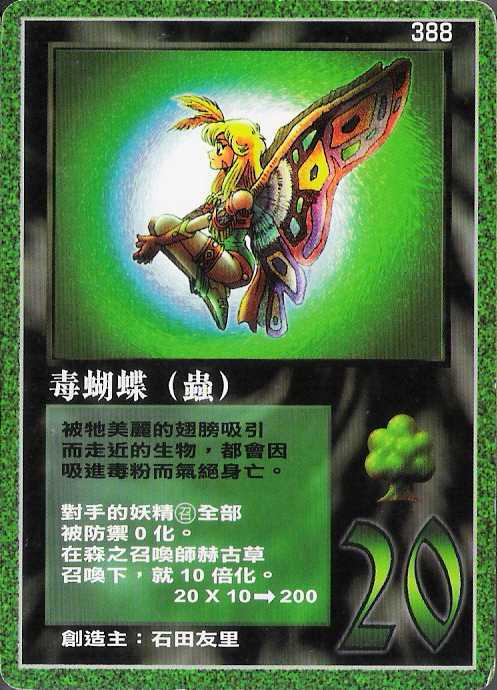 388
毒蝴蝶（蟲）
被牠美麗的翅膀吸引
而走近的生物，都會因
吸進毒粉而氣絕身亡。
對手的妖精㊁全部
被防禦0化。
在森之召喚師赫古草
召喚下，就10倍化。
20 X 10➡200
20
創造主：石田友里